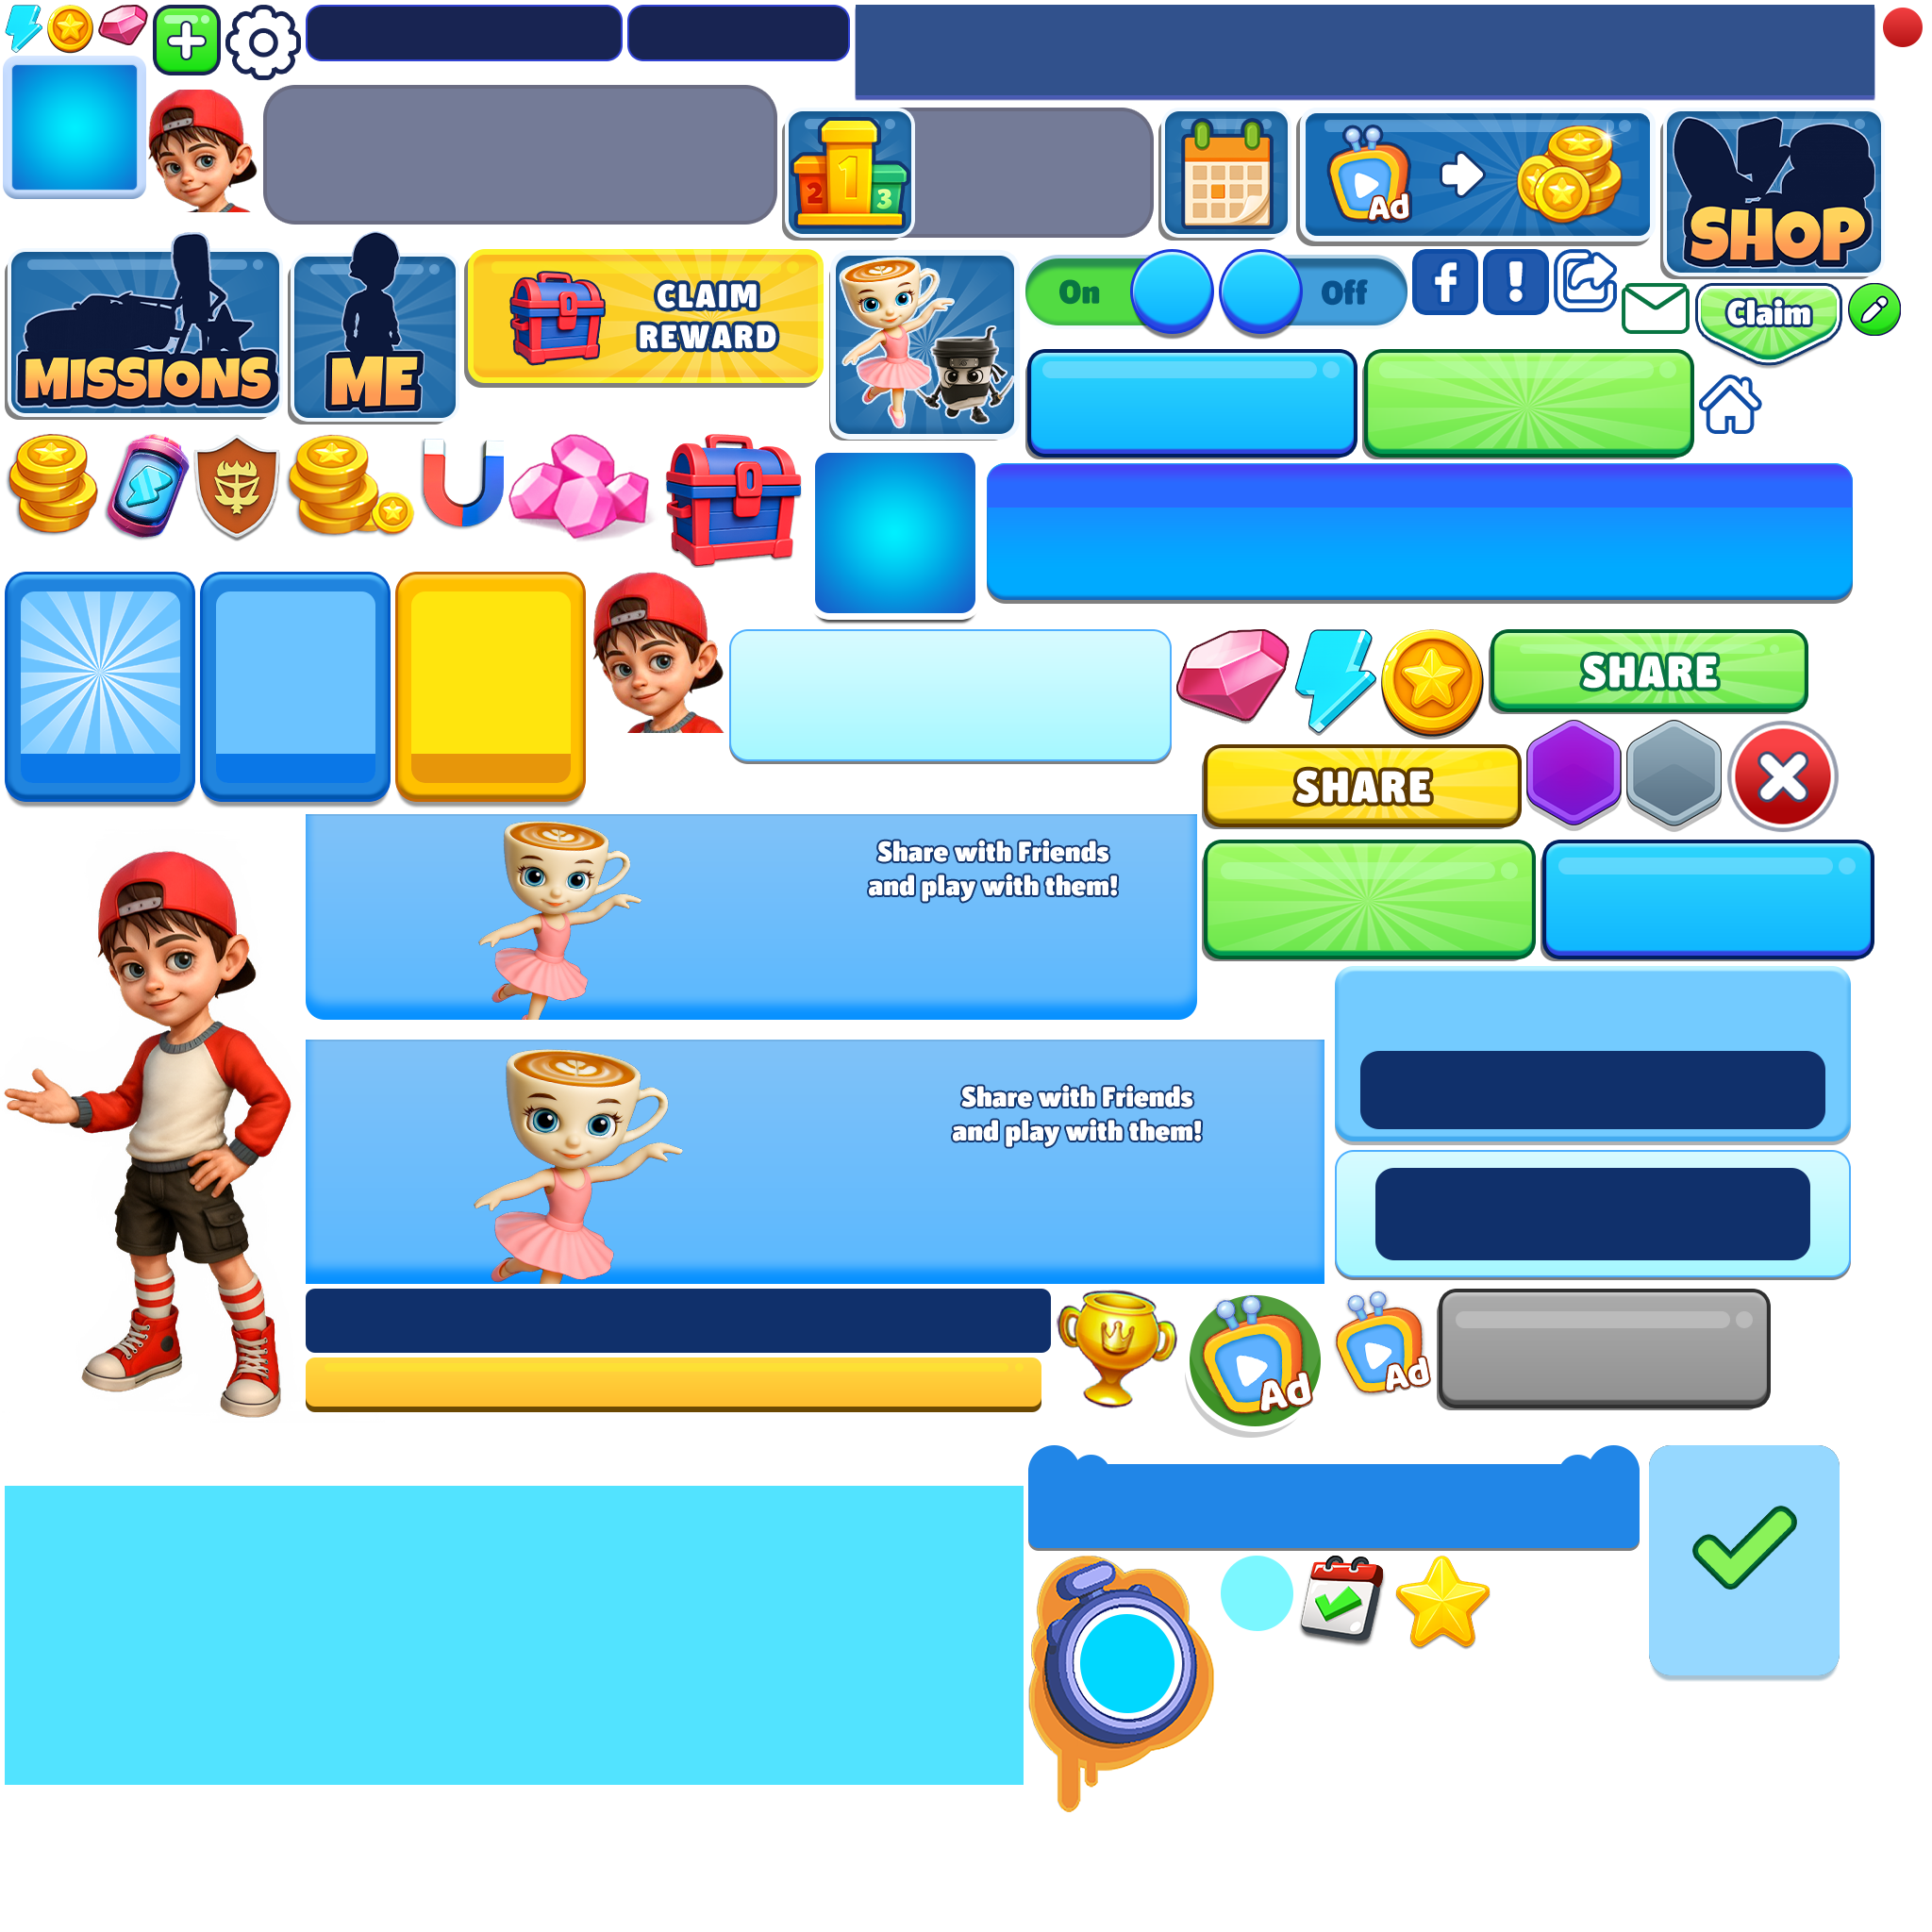 2 1 3
Ad
SHOP
MISSIONS
ME
CLAIM
REWARD
On
Off
f
!
Claim
SHARE
SHARE
Share with Friends
and play with them!
Share with Friends
and play with them!
Ad
Ad